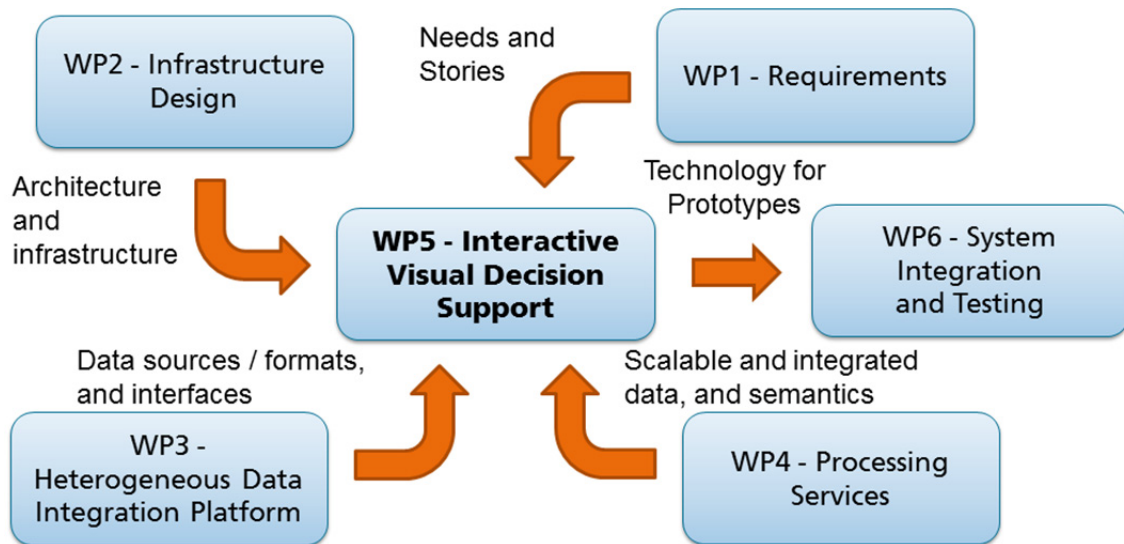 WP2 - Infrastructure
Design
Needs and
Stories
WP1 - Requirements
Architecture
and
infrastructure
WP5 - Interactive
Visual Decision
Support
Technology for
Prototypes
WP6 - System
Integration
and Testing
Data sources / formats,
and interfaces
WP3 -
Heterogeneous Data
Integration Platform
Scalable and integrated
data, and semantics
WP4 - Processing
Services